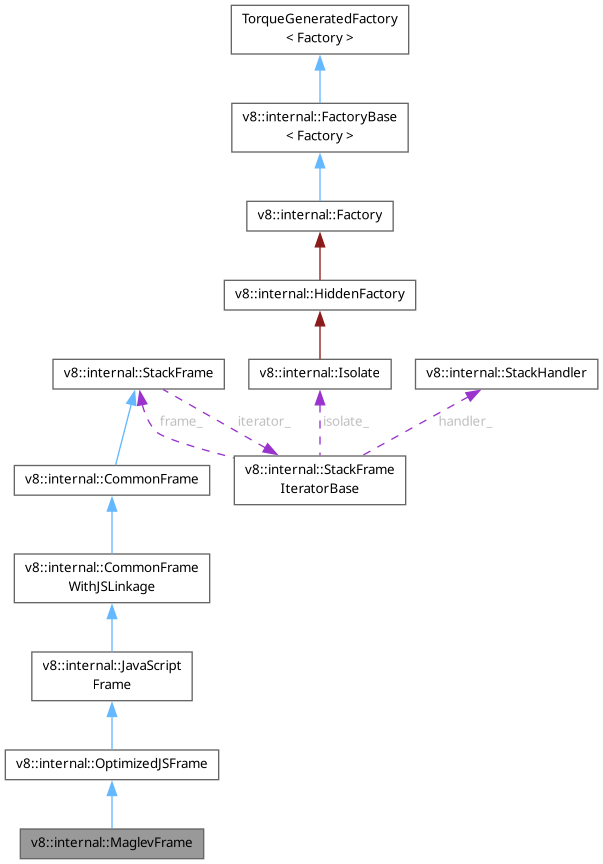 TorqueGeneratedFactory
< Factory >
v8::internal::FactoryBase
< Factory >
v8::internal::Factory
v8::internal::HiddenFactory
v8::internal::StackFrame
v8::internal::Isolate
v8::internal::StackHandler
frame_
iterator_
isolate_
handler_
v8::internal::CommonFrame
v8::internal::StackFrame
IteratorBase
v8::internal::CommonFrame
WithJSLinkage
v8::internal::JavaScript
Frame
v8::internal::OptimizedJSFrame
v8::internal::MaglevFrame